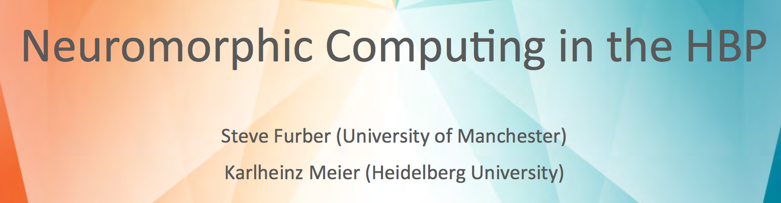 Neuromorphic Computing in the HBP
Steve Furber (University of Manchester)
Karlheinz Meier (Heidelberg University)